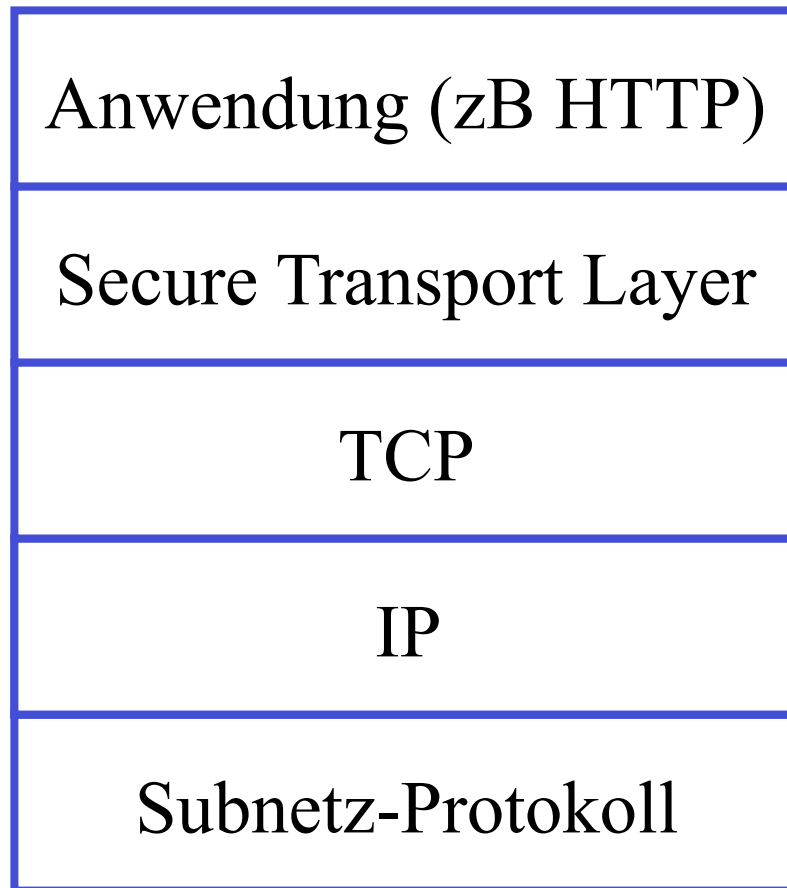 Anwendung (zB HTTP)
Secure Transport Layer
TCP
IP
Subnetz-Protokoll